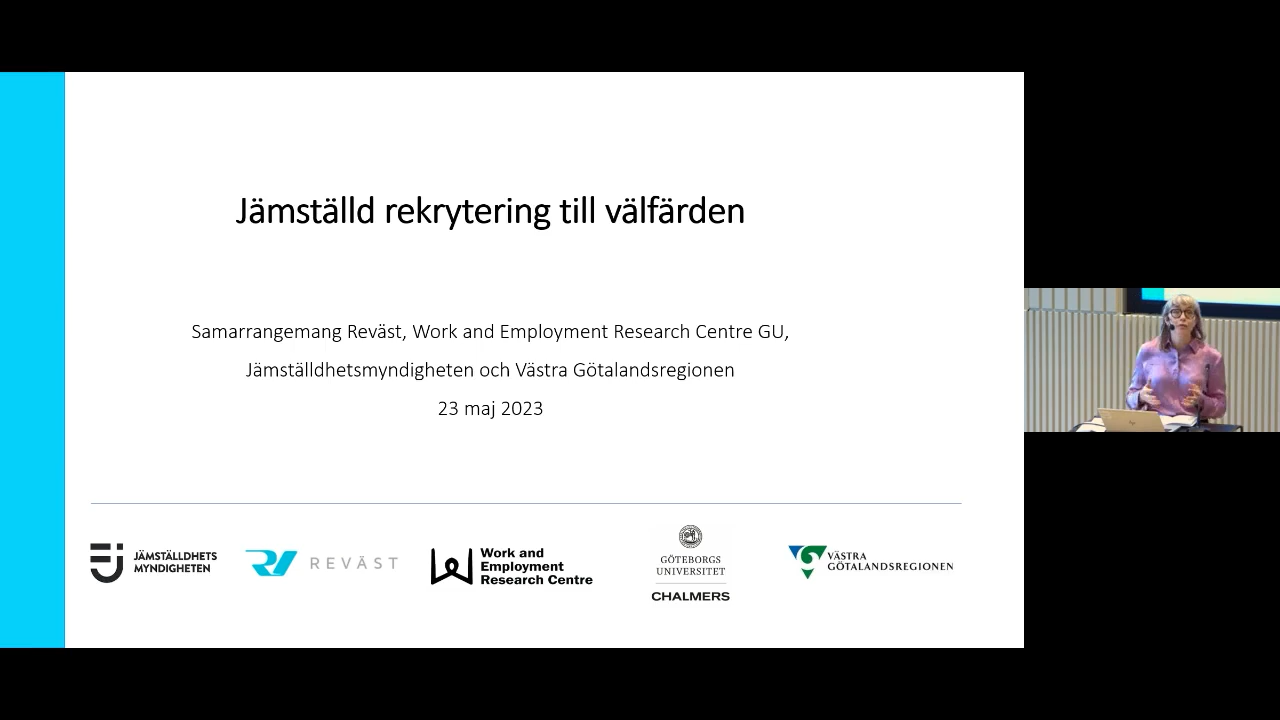 Jämställd rekrytering till välfärden
Samarrangemang Reväst, Work and Employment Research Centre GU,
Jämställdhetsmyndigheten och Västra Götalandsregionen
23 maj 2023
JÄMSTÄLLDHETS
MYNDIGHETEN
REVÄST
Work and
Employment
Research Centre
GÖTEBORGS
UNIVERSITET
CHALMERS
VÄSTRA
GÖTALANDSREGIONEN